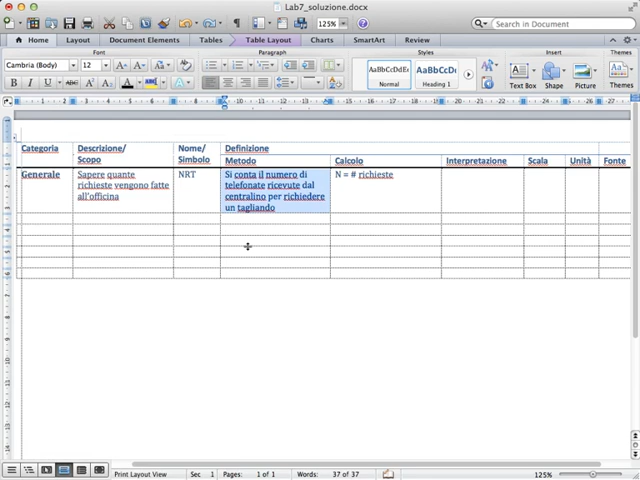 Lab7_soluzione.docx
125%
Search in Document
Home Layout Document Elements Tables Table Layout Charts SmartArt Review
Font Paragraph Styles Insert Themes
Cambria (Body) 12
AaBbCcDdEe AaBbCcDc
Normal Heading 1 Text Box Shape Picture Themes
Categoria Descrizione/ Nome/ Definizione
Scopo Simbolo Metodo Calcolo Interpretazione Scala Unità Fonte
Generale Sapere quante NRT Si conta il numero di N = # richieste
richieste vengono fatte telefonate ricevute dal
all'officina centralino per richiedere
un tagliando
Print Layout View Sec 1 Pages: 1 of 1 Words: 37 of 37 125%